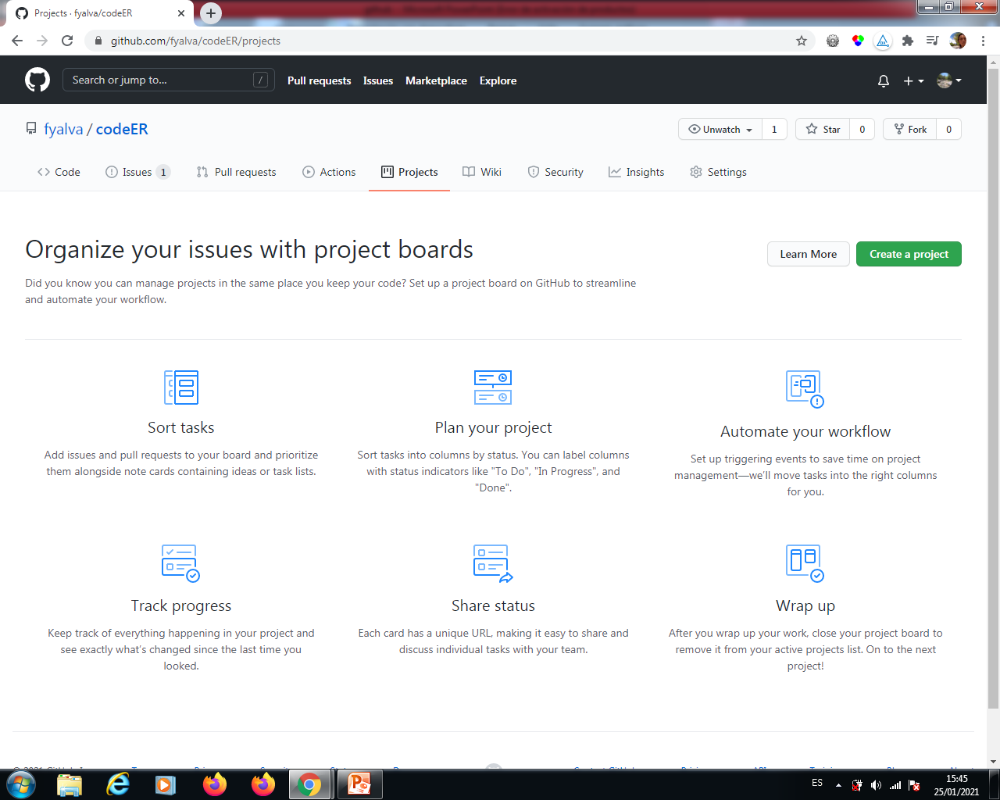 Projects · fyalva/codeER
github.com/fyalva/codeER/projects
Search or jump to... /
Pull requests Issues Marketplace Explore
fyalva / codeER
Unwatch 1 Star 0 Fork 0
Code Issues 1 Pull requests Actions Projects Wiki Security Insights Settings
Organize your issues with project boards
Learn More Create a project
Did you know you can manage projects in the same place you keep your code? Set up a project board on GitHub to streamline
and automate your workflow.
Sort tasks
Add issues and pull requests to your board and prioritize
them alongside note cards containing ideas or task lists.
Plan your project
Sort tasks into columns by status. You can label columns
with status indicators like "To Do", "In Progress", and
"Done".
Automate your workflow
Set up triggering events to save time on project
management—we’ll move tasks into the right columns
for you.
Track progress
Keep track of everything happening in your project and
see exactly what’s changed since the last time you
looked.
Share status
Each card has a unique URL, making it easy to share and
discuss individual tasks with your team.
Wrap up
After you wrap up your work, close your project board to
remove it from your active projects list. On to the next
project!
ES
15:45
25/01/2021